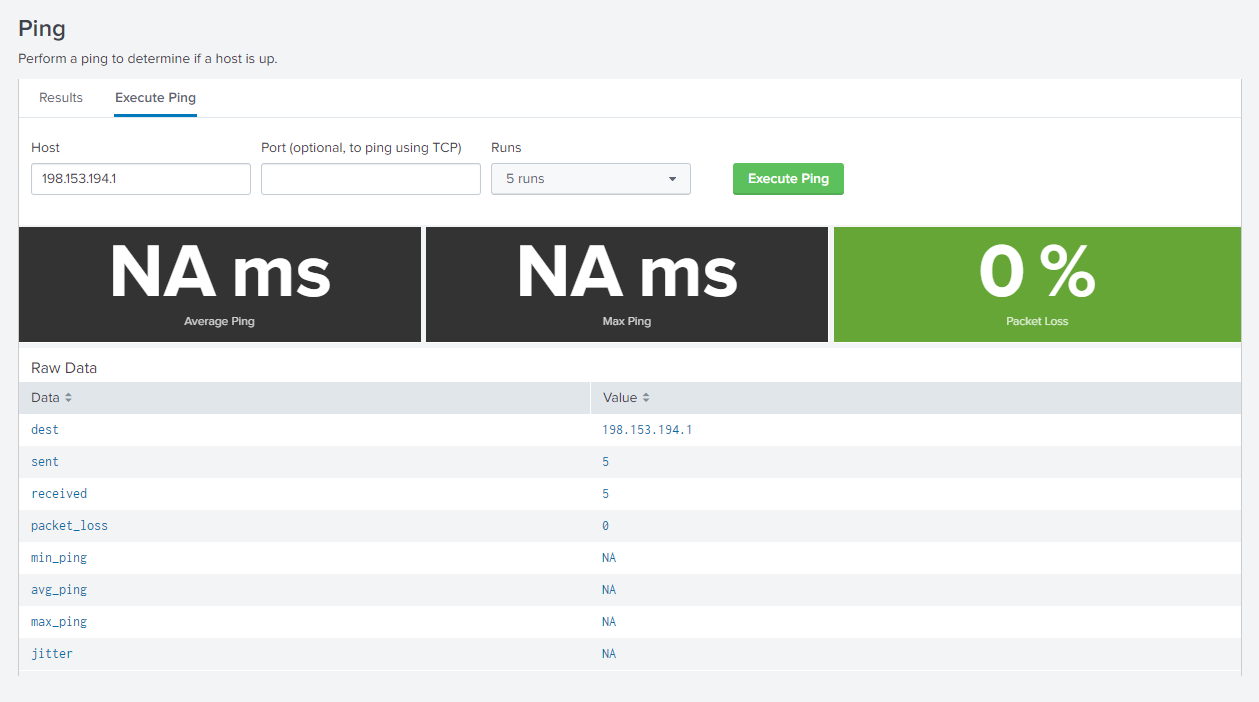 Ping
Perform a ping to determine if a host is up.
Results Execute Ping
Host Port (optional, to ping using TCP) Runs
198.153.194.1 5 runs Execute Ping
NA ms NA ms 0 %
Average Ping Max Ping Packet Loss
Raw Data
Data Value
dest 198.153.194.1
sent 5
received 5
packet_loss 0
min_ping NA
avg_ping NA
max_ping NA
jitter NA